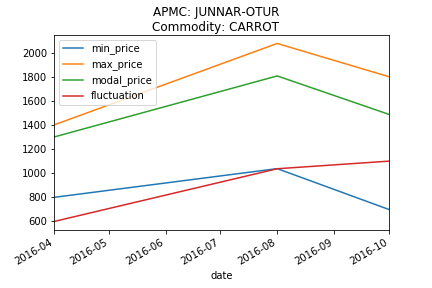 APMC: JUNNAR-OTUR
Commodity: CARROT
min_price
max_price
modal_price
fluctuation
2000
1800
1600
1400
1200
1000
800
600
2016-04
2016-05
2016-06
2016-07
2016-08
2016-09
2016-10
date